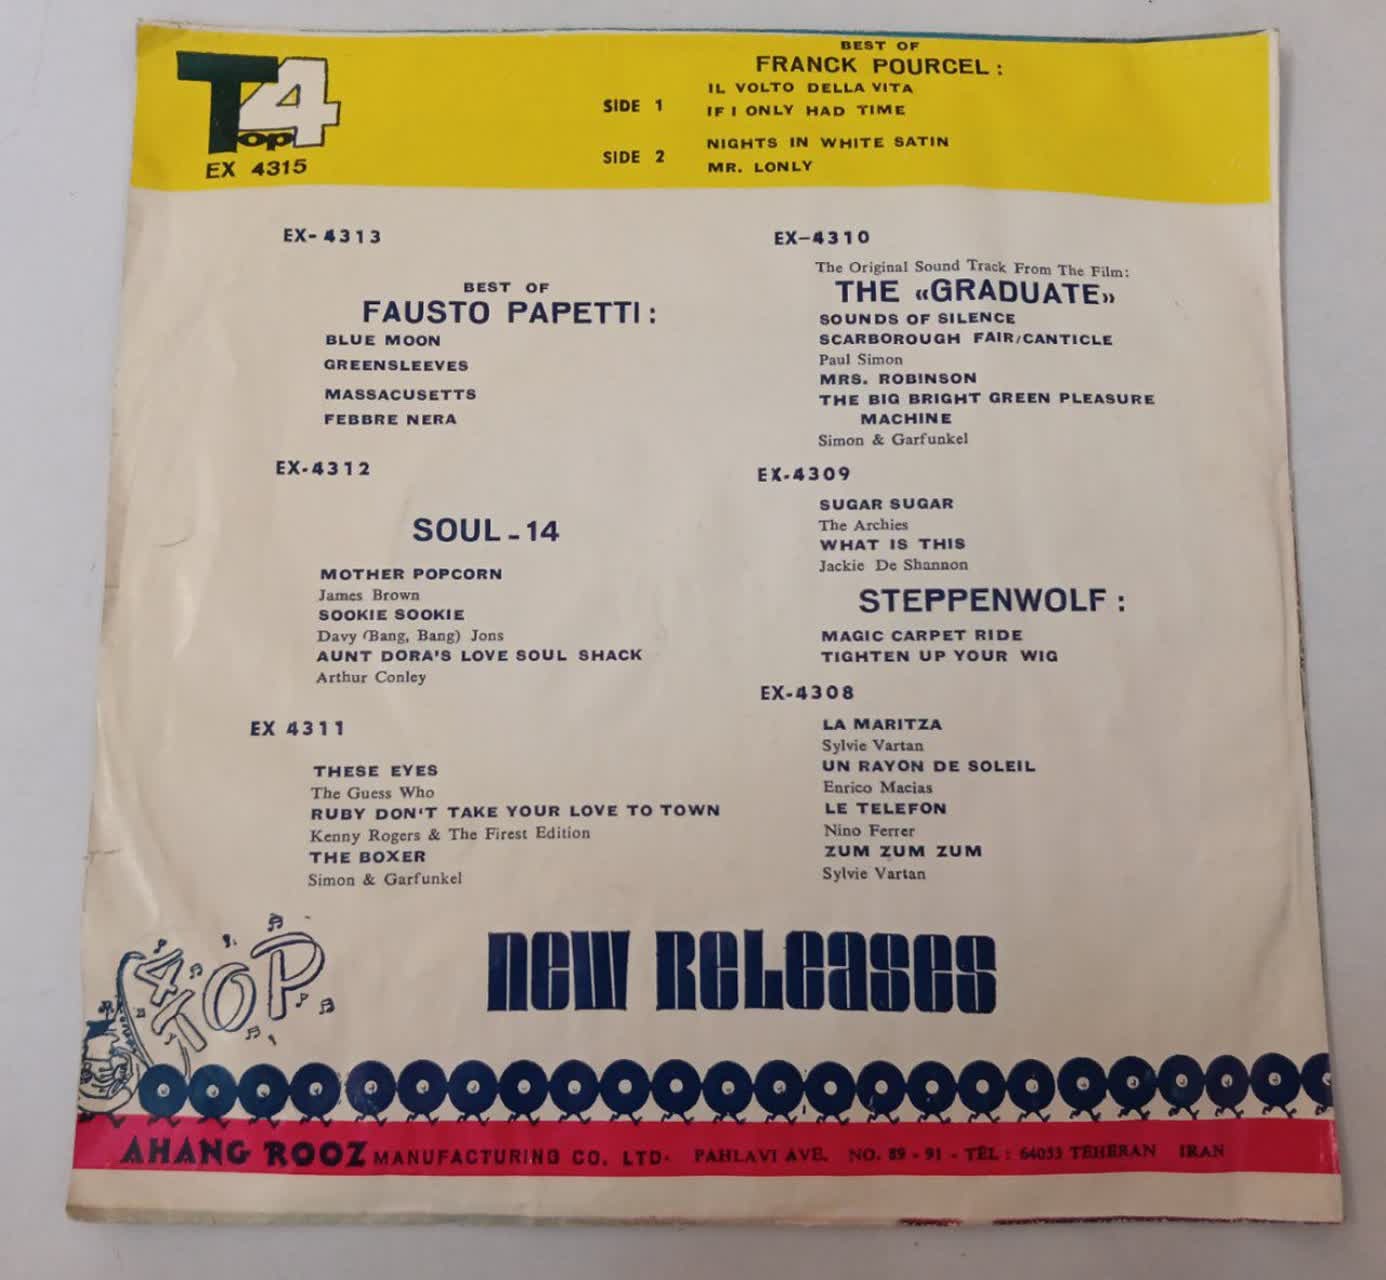 T4
op
EX 4315
BEST OF
FRANCK POURCEL :
SIDE 1
IL VOLTO DELLA VITA
IF I ONLY HAD TIME
SIDE 2
NIGHTS IN WHITE SATIN
MR. LONLY
EX- 4313
BEST OF
FAUSTO PAPETTI :
BLUE MOON
GREENSLEEVES
MASSACUSETTS
FEBBRE NERA
EX-4312
SOUL - 14
MOTHER POPCORN
James Brown
SOOKIE SOOKIE
Davy (Bang, Bang) Jons
AUNT DORA'S LOVE SOUL SHACK
Arthur Conley
EX 4311
THESE EYES
The Guess Who
RUBY DON'T TAKE YOUR LOVE TO TOWN
Kenny Rogers & The Firest Edition
THE BOXER
Simon & Garfunkel
EX-4310
The Original Sound Track From The Film:
THE «GRADUATE»
SOUNDS OF SILENCE
SCARBOROUGH FAIR/CANTICLE
Paul Simon
MRS. ROBINSON
THE BIG BRIGHT GREEN PLEASURE
MACHINE
Simon & Garfunkel
EX-4309
SUGAR SUGAR
The Archies
WHAT IS THIS
Jackie De Shannon
STEPPENWOLF :
MAGIC CARPET RIDE
TIGHTEN UP YOUR WIG
EX-4308
LA MARITZA
Sylvie Vartan
UN RAYON DE SOLEIL
Enrico Macias
LE TELEFON
Nino Ferrer
ZUM ZUM ZUM
Sylvie Vartan
4 TOP
NEW RELEASES
AHANG ROOZ MANUFACTURING CO. LTD. PAHLAVI AVE. NO. 89 - 91 - TEL : 64053 TEHERAN IRAN